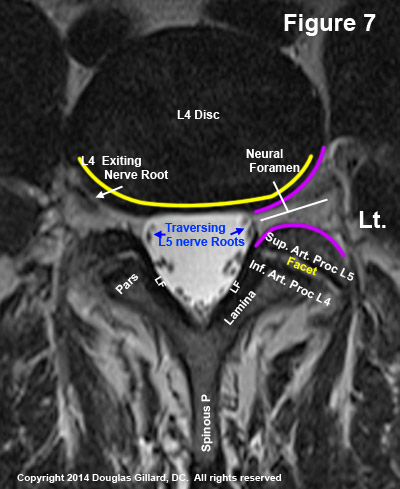 Figure 7
L4 Disc
L4 Exiting
Nerve Root
Neural
Foramen
Lt.
Traversing
L5 nerve Roots
Sup. Art. Proc L5
Facet
Inf. Art. Proc L4
Pars
LF
LF
Lamina
Spinous P
Copyright 2014 Douglas Gillard, DC. All rights reserved